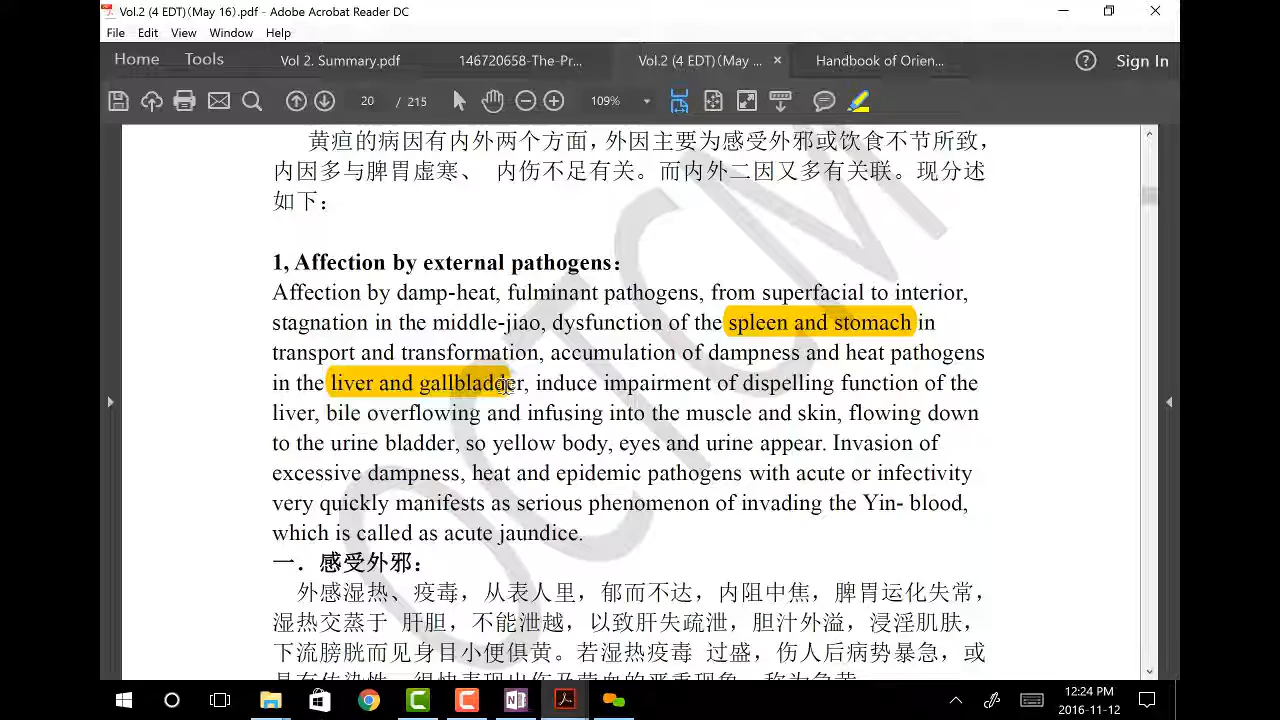 Vol.2 (4 EDT)(May 16).pdf - Adobe Acrobat Reader DC
File Edit View Window Help
Home Tools Vol 2. Summary.pdf 146720658-The-Pr... Vol.2 (4 EDT)(May ... × Handbook of Orien... ? Sign In
20 / 215 109%
黄疸的病因有内外两个方面，外因主要为感受外邪或饮食不节所致，
内因多与脾胃虚寒、 内伤不足有关。而内外二因又多有关联。现分述
如下：
1, Affection by external pathogens：
Affection by damp-heat, fulminant pathogens, from superfacial to interior,
stagnation in the middle-jiao, dysfunction of the spleen and stomach in
transport and transformation, accumulation of dampness and heat pathogens
in the liver and gallbladder, induce impairment of dispelling function of the
liver, bile overflowing and infusing into the muscle and skin, flowing down
to the urine bladder, so yellow body, eyes and urine appear. Invasion of
excessive dampness, heat and epidemic pathogens with acute or infectivity
very quickly manifests as serious phenomenon of invading the Yin- blood,
which is called as acute jaundice.
一．感受外邪：
外感湿热、疫毒，从表人里，郁而不达，内阻中焦，脾胃运化失常，
湿热交蒸于 肝胆，不能泄越，以致肝失疏泄，胆汁外溢，浸淫肌肤，
下流膀胱而见身目小便俱黄。若湿热疫毒 过盛，伤人后病势暴急，或
OCTCM
12:24 PM
2016-11-12